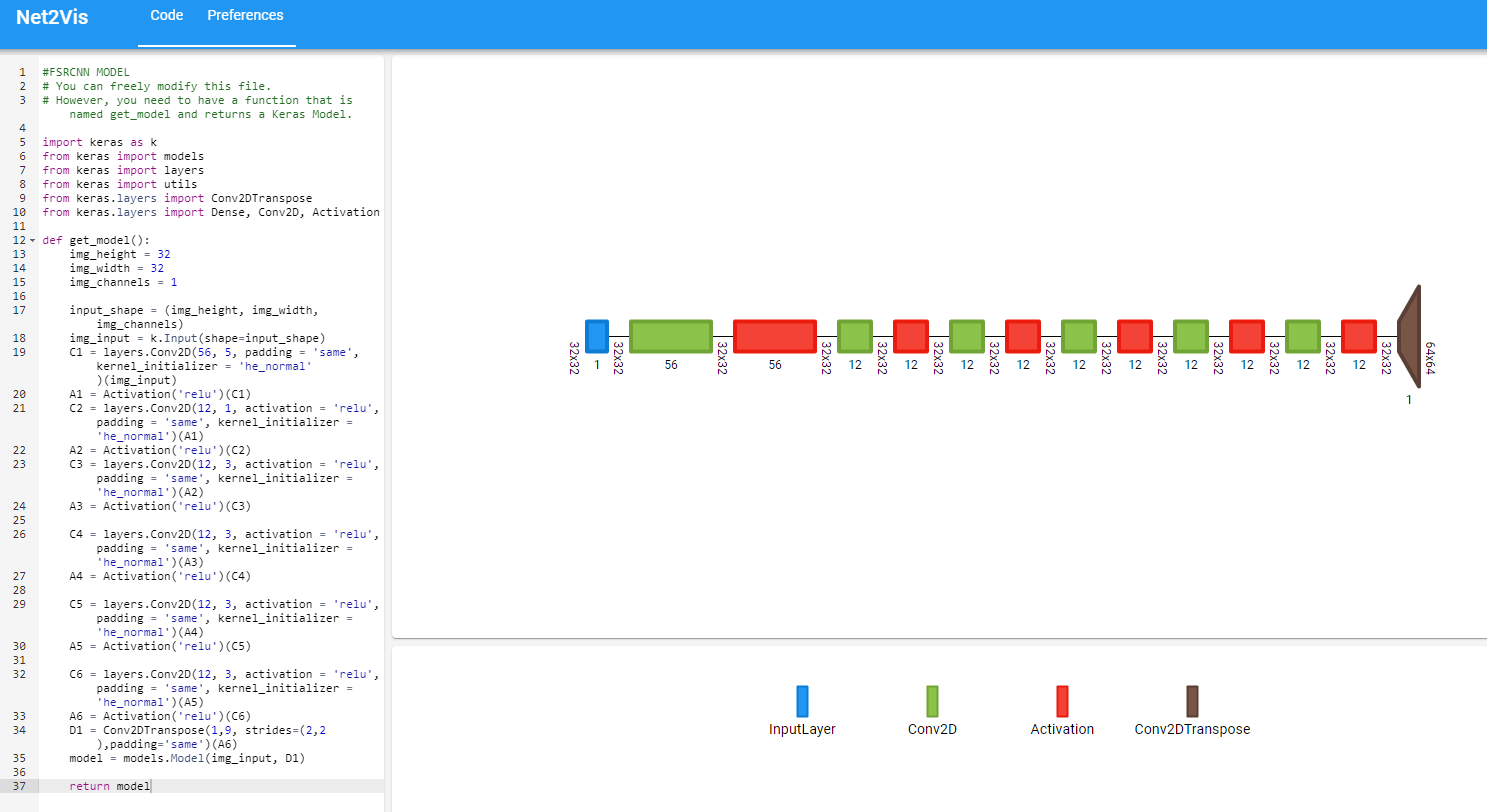 Net2Vis
Code Preferences
1 #FSRCNN MODEL
2 # You can freely modify this file.
3 # However, you need to have a function that is
named get_model and returns a Keras Model.
4
5 import keras as k
6 from keras import models
7 from keras import layers
8 from keras import utils
9 from keras.layers import Conv2DTranspose
10 from keras.layers import Dense, Conv2D, Activation
11
12 def get_model():
13 img_height = 32
14 img_width = 32
15 img_channels = 1
16
17 input_shape = (img_height, img_width,
img_channels)
18 img_input = k.Input(shape=input_shape)
19 C1 = layers.Conv2D(56, 5, padding = 'same',
kernel_initializer = 'he_normal'
)(img_input)
20 A1 = Activation('relu')(C1)
21 C2 = layers.Conv2D(12, 1, activation = 'relu',
padding = 'same', kernel_initializer =
'he_normal')(A1)
22 A2 = Activation('relu')(C2)
23 C3 = layers.Conv2D(12, 3, activation = 'relu',
padding = 'same', kernel_initializer =
'he_normal')(A2)
24 A3 = Activation('relu')(C3)
25
26 C4 = layers.Conv2D(12, 3, activation = 'relu',
padding = 'same', kernel_initializer =
'he_normal')(A3)
27 A4 = Activation('relu')(C4)
28
29 C5 = layers.Conv2D(12, 3, activation = 'relu',
padding = 'same', kernel_initializer =
'he_normal')(A4)
30 A5 = Activation('relu')(C5)
31
32 C6 = layers.Conv2D(12, 3, activation = 'relu',
padding = 'same', kernel_initializer =
'he_normal')(A5)
33 A6 = Activation('relu')(C6)
34 D1 = Conv2DTranspose(1,9, strides=(2,2
),padding='same')(A6)
35 model = models.Model(img_input, D1)
36
37 return model
32x32 32x32 32x32 32x32 32x32 32x32 32x32 32x32 32x32 32x32 32x32 32x32 32x32 32x32 64x64
1 56 56 12 12 12 12 12 12 12 12 12 12
1
InputLayer Conv2D Activation Conv2DTranspose